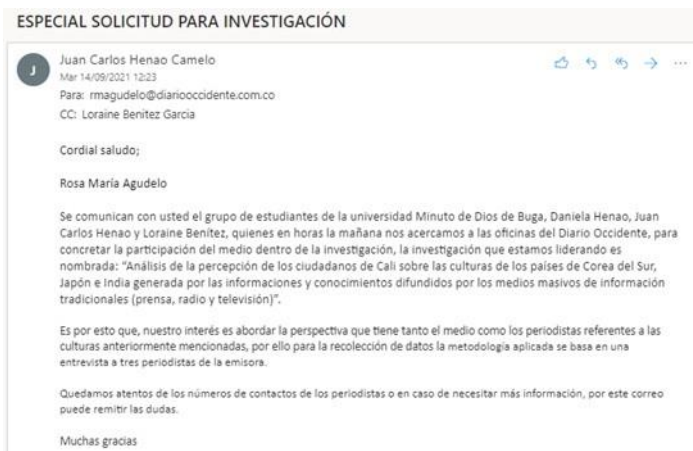 ESPECIAL SOLICITUD PARA INVESTIGACIÓN
J
Juan Carlos Henao Camelo
Mar 14/09/2021 12:23
Para: rmagudelo@diariooccidente.com.co
CC: Loraine Benitez Garcia
Cordial saludo;
Rosa María Agudelo
Se comunican con usted el grupo de estudiantes de la universidad Minuto de Dios de Buga, Daniela Henao, Juan
Carlos Henao y Loraine Benítez, quienes en horas la mañana nos acercamos a las oficinas del Diario Occidente, para
concretar la participación del medio dentro de la investigación, la investigación que estamos liderando es
nombrada: "Análisis de la percepción de los ciudadanos de Cali sobre las culturas de los países de Corea del Sur,
Japón e India generada por las informaciones y conocimientos difundidos por los medios masivos de información
tradicionales (prensa, radio y televisión)".
Es por esto que, nuestro interés es abordar la perspectiva que tiene tanto el medio como los periodistas referentes a las
culturas anteriormente mencionadas, por ello para la recolección de datos la metodología aplicada se basa en una
entrevista a tres periodistas de la emisora.
Quedamos atentos de los números de contactos de los periodistas o en caso de necesitar más información, por este correo
puede remitir las dudas.
Muchas gracias